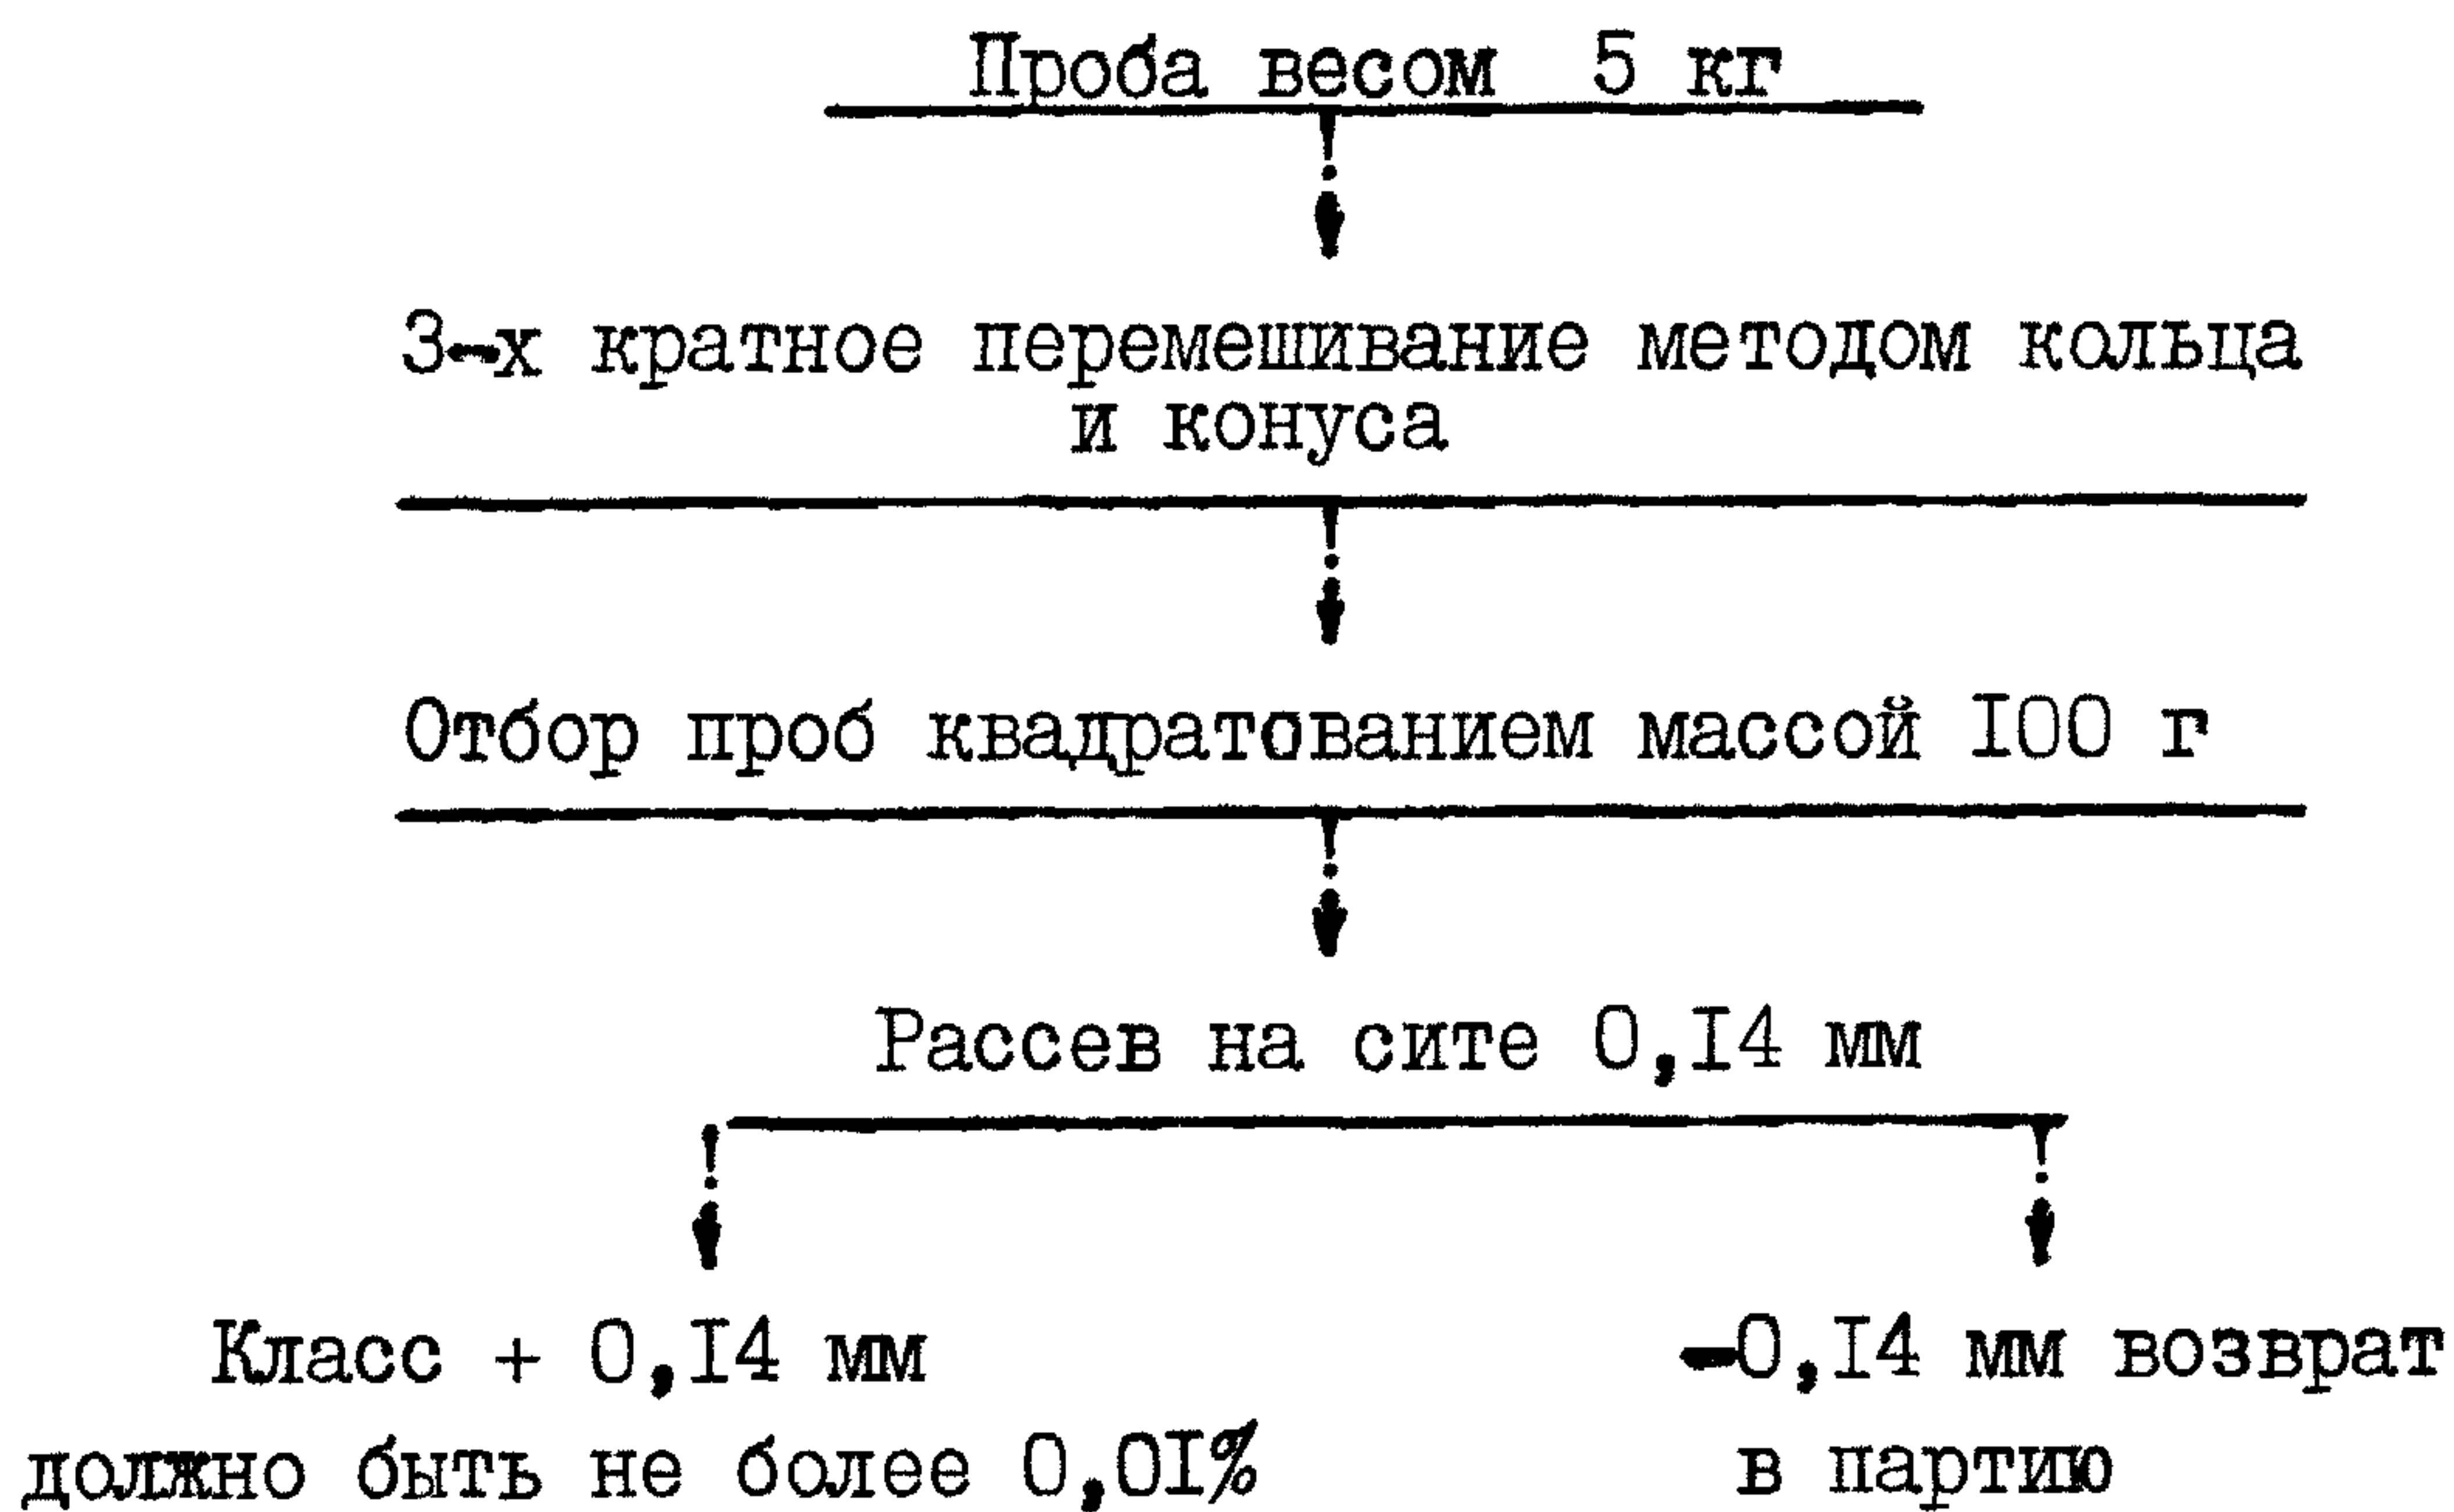 Проба весом 5 кг
3-х кратное перемешивание методом кольца
и конуса
Отбор проб квадратованием массой I00 г
Рассев на сите 0,I4 мм
Класс + 0,I4 мм
должно быть не более 0,0I%
-0,I4 мм возврат
в партию